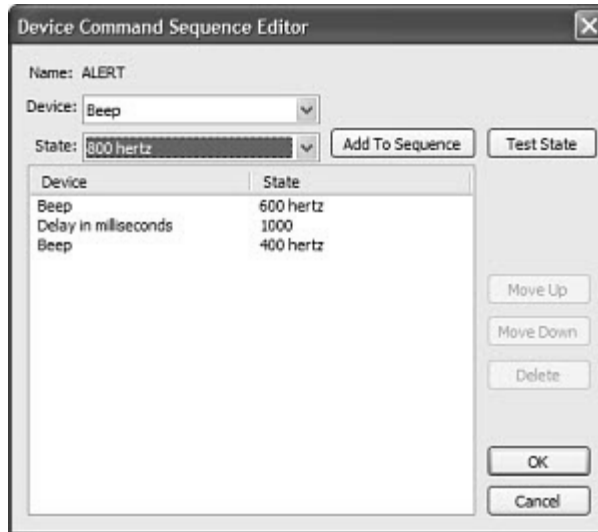 Device Command Sequence Editor
Name: ALERT
Device: Beep
State: 800 hertz Add To Sequence Test State
Device State
Beep 600 hertz
Delay in milliseconds 1000
Beep 400 hertz
Move Up
Move Down
Delete
OK
Cancel